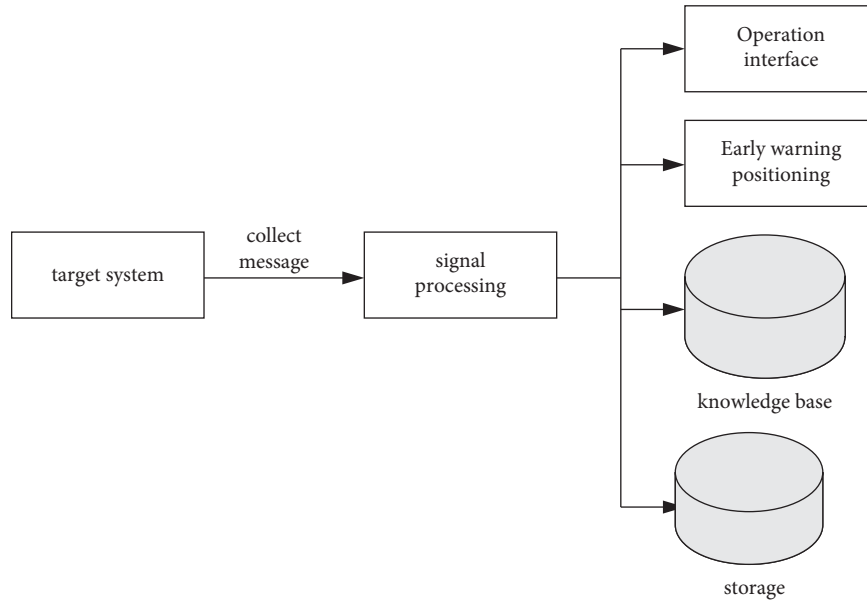 Operation
interface
Early warning
positioning
target system
collect
message
signal
processing
knowledge base
storage